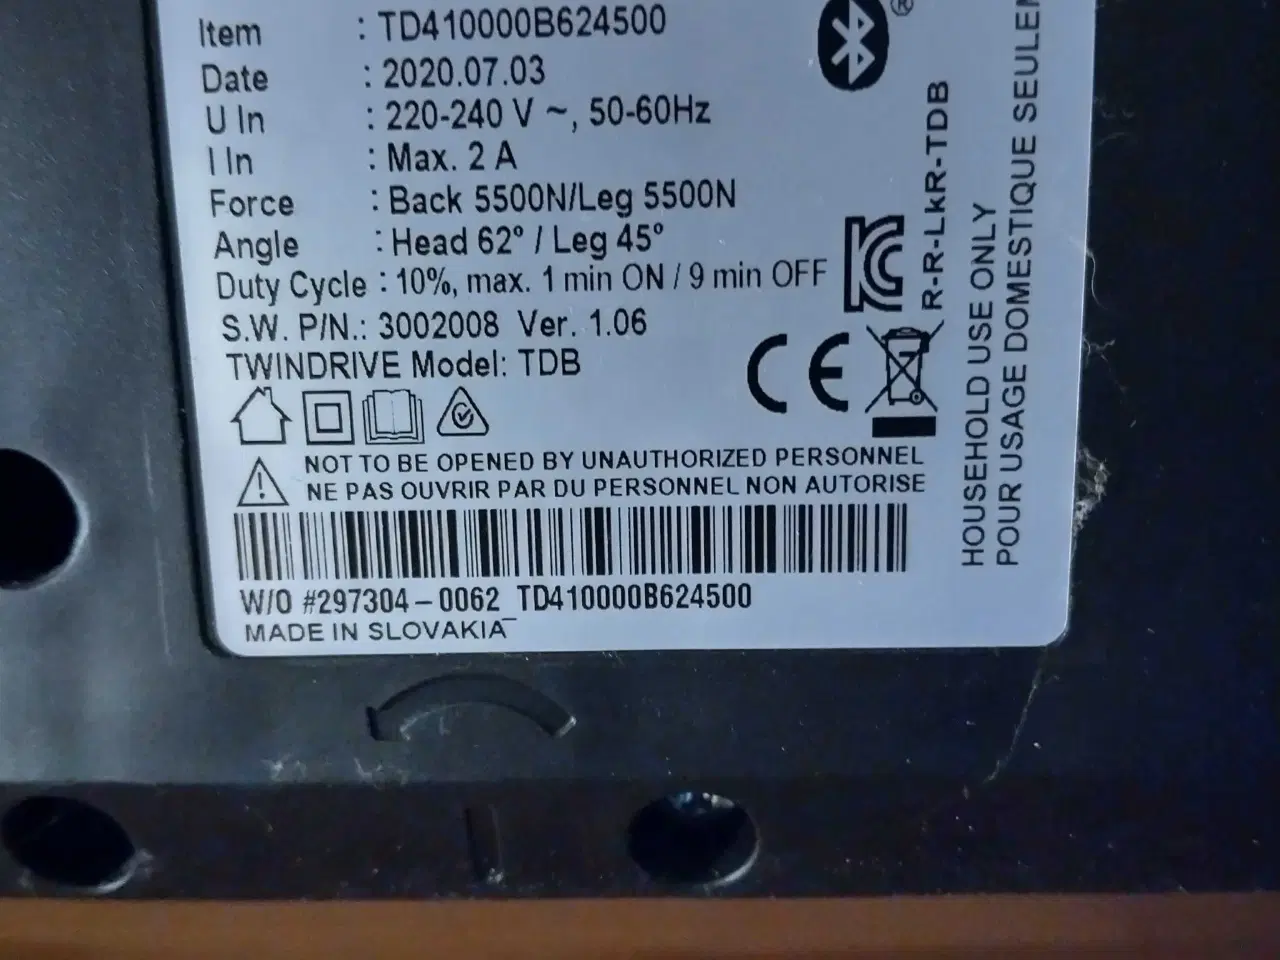 Item : TD410000B624500
Date : 2020.07.03
U In : 220-240 V ~, 50-60Hz
I In : Max. 2 A
Force : Back 5500N/Leg 5500N
Angle : Head 62° / Leg 45°
Duty Cycle : 10%, max. 1 min ON / 9 min OFF
S.W. P/N.: 3002008 Ver. 1.06
TWINDRIVE Model: TDB
NOT TO BE OPENED BY UNAUTHORIZED PERSONNEL
NE PAS OUVRIR PAR DU PERSONNEL NON AUTORISE
W/O #297304-0062_TD410000B624500
MADE IN SLOVAKIA
®
R-R-LkR-TDB
CE
HOUSEHOLD USE ONLY
POUR USAGE DOMESTIQUE SEULEM